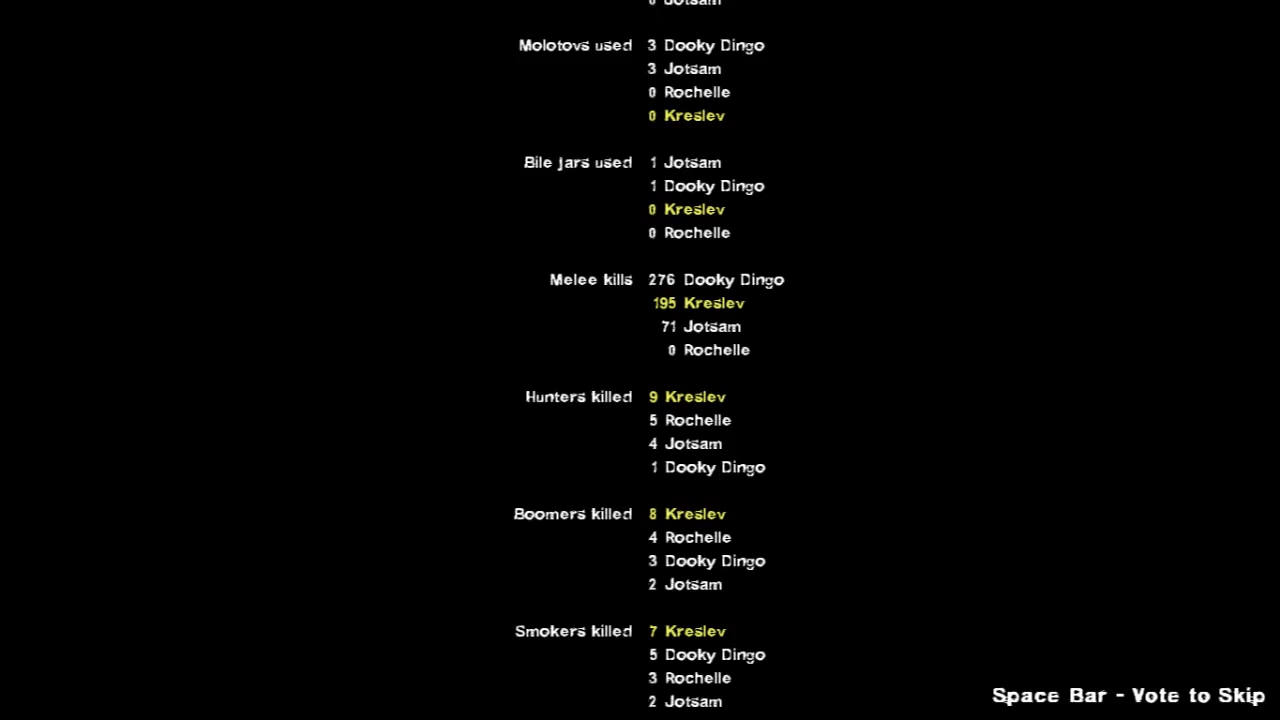 0 Jotsam
Molotovs used 3 Dooky Dingo
3 Jotsam
0 Rochelle
0 Kreslev
Bile jars used 1 Jotsam
1 Dooky Dingo
0 Kreslev
0 Rochelle
Melee kills 276 Dooky Dingo
195 Kreslev
71 Jotsam
0 Rochelle
Hunters killed 9 Kreslev
5 Rochelle
4 Jotsam
1 Dooky Dingo
Boomers killed 8 Kreslev
4 Rochelle
3 Dooky Dingo
2 Jotsam
Smokers killed 7 Kreslev
5 Dooky Dingo
3 Rochelle
2 Jotsam
Space Bar - Vote to Skip